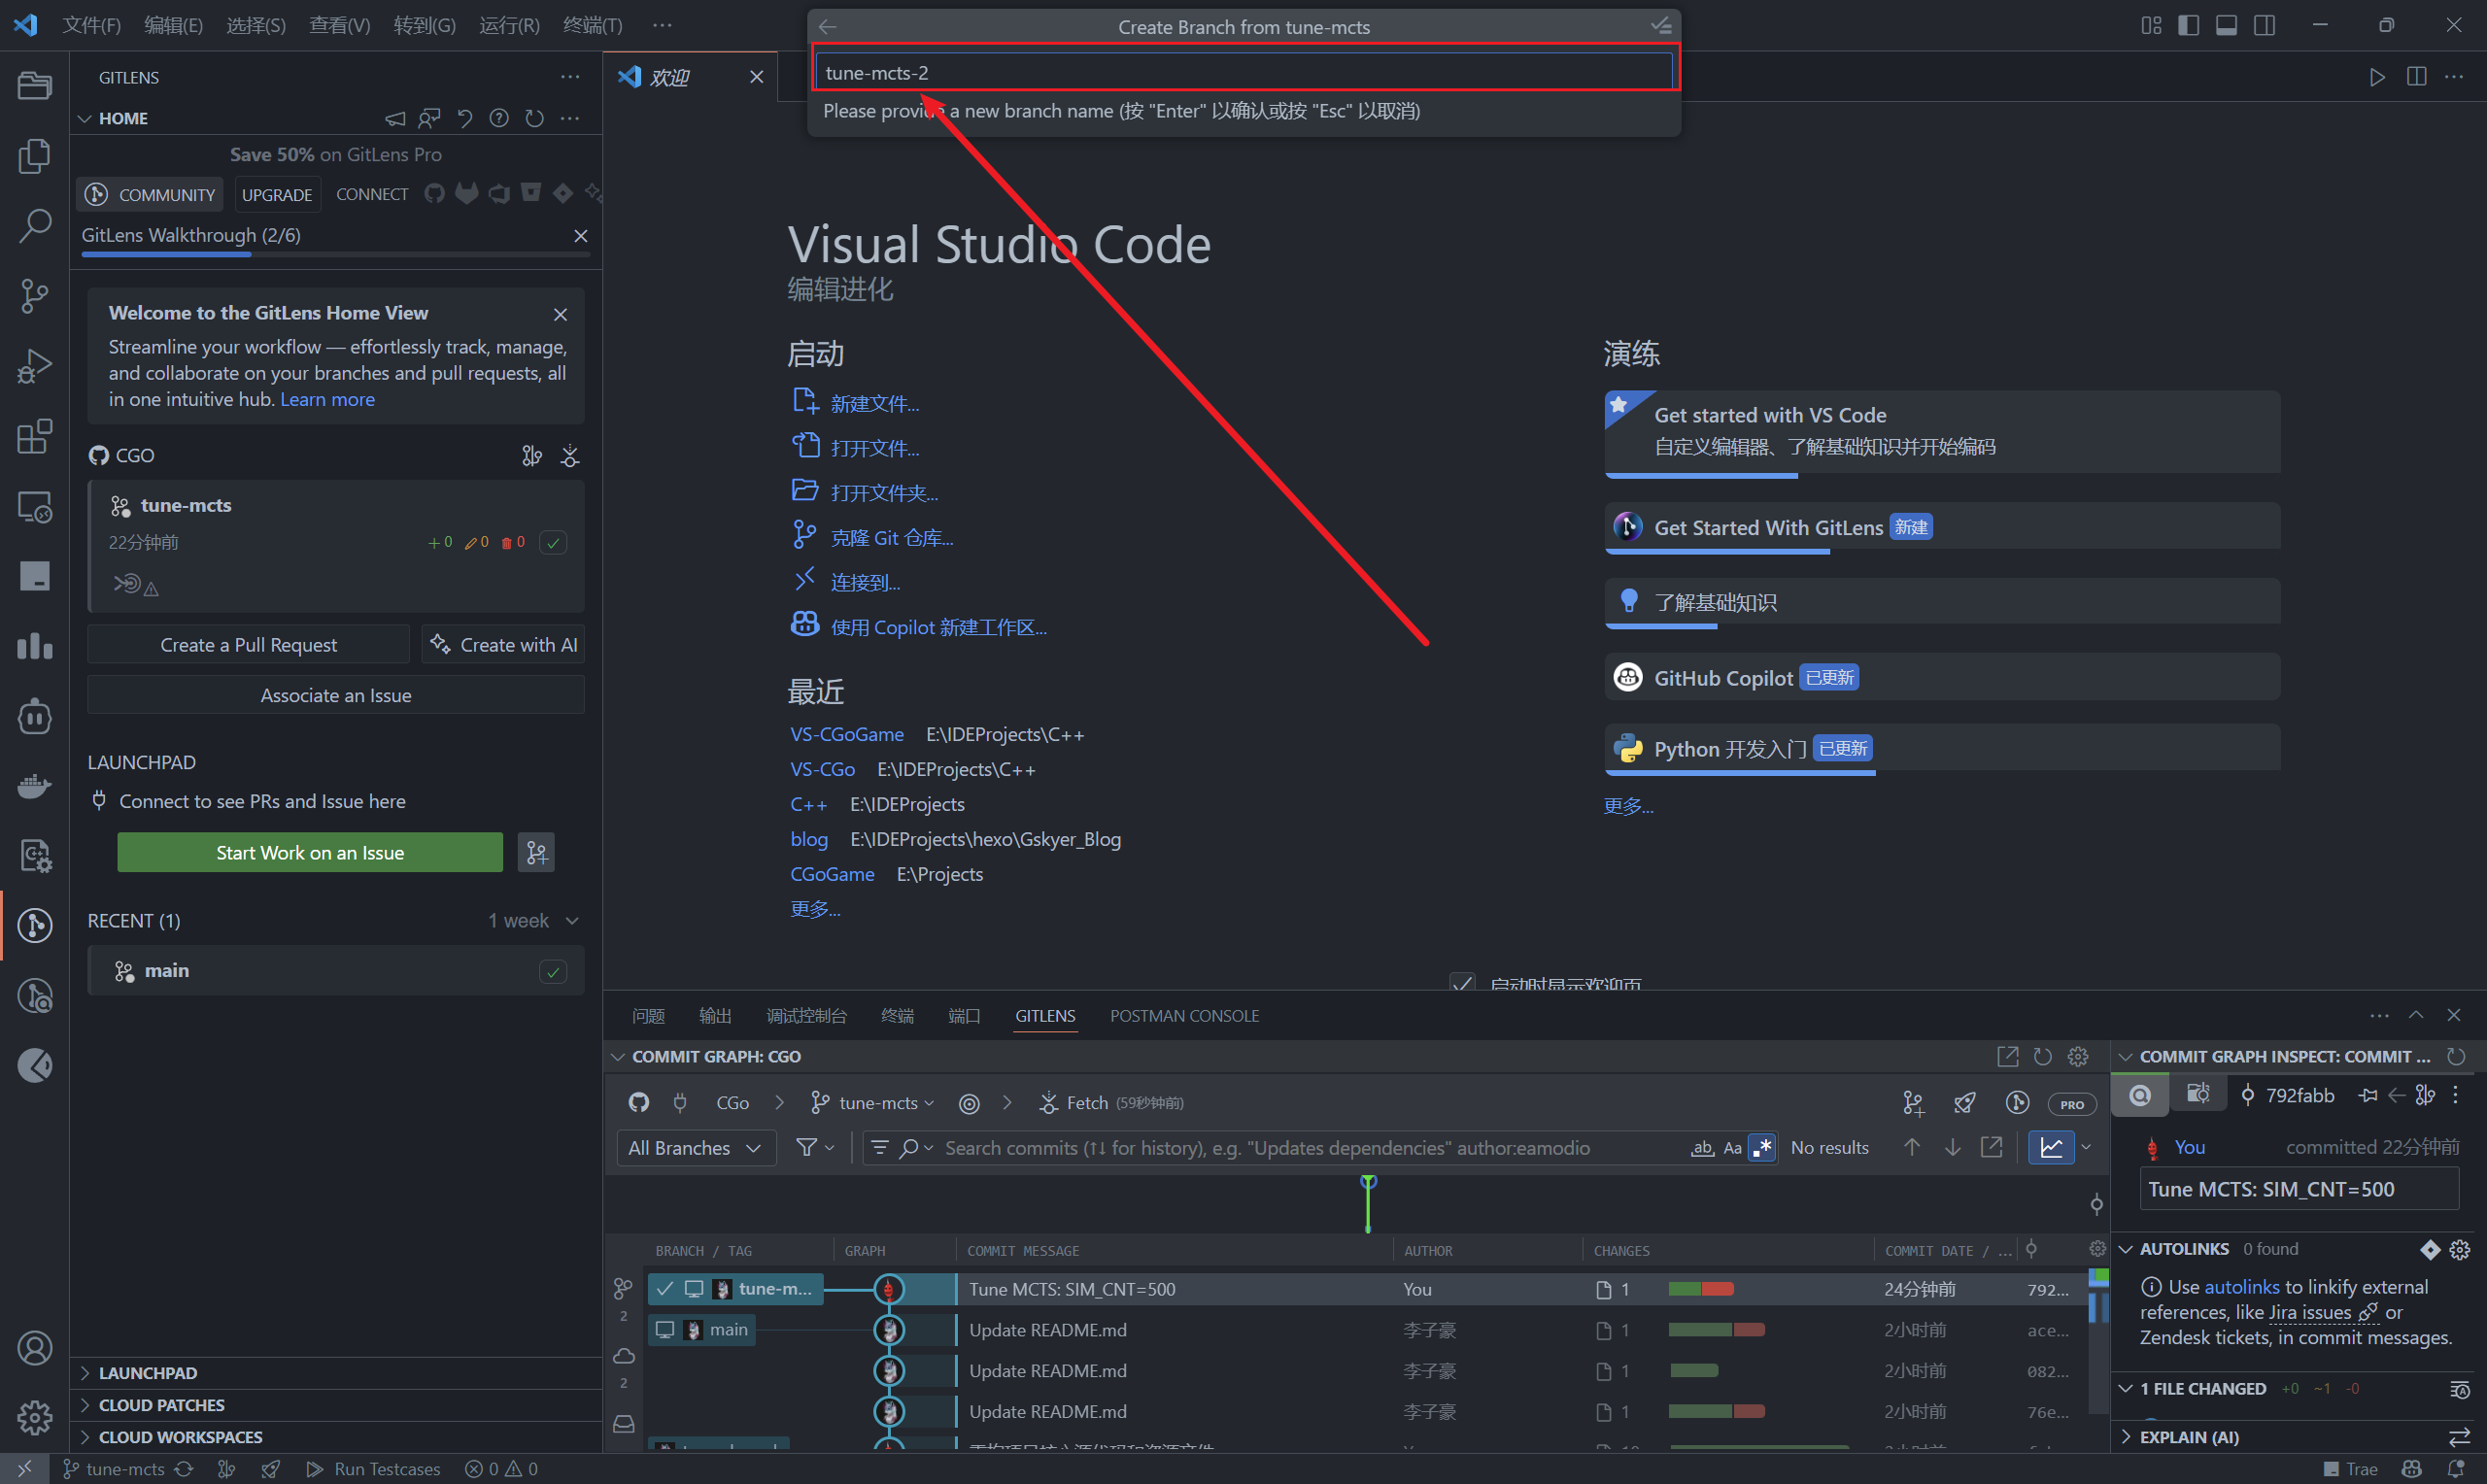 文件(F) 编辑(E) 选择(S) 查看(V) 转到(G) 运行(R) 终端(T) ···
Create Branch from tune-mcts
tune-mcts-2
Please provide a new branch name (按 "Enter" 以确认或按 "Esc" 以取消)
GITLENS
HOME
Save 50% on GitLens Pro
COMMUNITY UPGRADE CONNECT
GitLens Walkthrough (2/6)
Welcome to the GitLens Home View
Streamline your workflow — effortlessly track, manage,
and collaborate on your branches and pull requests, all
in one intuitive hub. Learn more
CGO
tune-mcts
22分钟前 +0 0 0
Create a Pull Request Create with AI
Associate an Issue
LAUNCHPAD
Connect to see PRs and Issue here
Start Work on an Issue
RECENT (1) 1 week
main
LAUNCHPAD
CLOUD PATCHES
CLOUD WORKSPACES
欢迎
Visual Studio Code
编辑进化
启动
新建文件...
打开文件...
打开文件夹...
克隆 Git 仓库...
连接到...
使用 Copilot 新建工作区...
最近
VS-CGoGame E:\IDEProjects\C++
VS-CGo E:\IDEProjects\C++
C++ E:\IDEProjects
blog E:\IDEProjects\hexo\Gskyer_Blog
CGoGame E:\Projects
更多...
演练
Get started with VS Code
自定义编辑器、了解基础知识并开始编码
Get Started With GitLens 新建
了解基础知识
GitHub Copilot 已更新
Python 开发入门 已更新
更多...
启动时显示欢迎页
问题 输出 调试控制台 终端 端口 GITLENS POSTMAN CONSOLE
COMMIT GRAPH: CGO
CGo tune-mcts Fetch (59秒钟前) PRO
All Branches Search commits (↑↓ for history), e.g. "Updates dependencies" author:eamodio ab, Aa .* No results
BRANCH / TAG GRAPH COMMIT MESSAGE AUTHOR CHANGES COMMIT DATE / ...
2 tune-m... Tune MCTS: SIM_CNT=500 You 1 24分钟前 792...
main Update README.md 李子豪 1 2小时前 ace...
2 Update README.md 李子豪 1 2小时前 082...
Update README.md 李子豪 1 2小时前 76e...
COMMIT GRAPH INSPECT: COMMIT ...
792fabb
You committed 22分钟前
Tune MCTS: SIM_CNT=500
AUTOLINKS 0 found
Use autolinks to linkify external
references, like Jira issues or
Zendesk tickets, in commit messages.
1 FILE CHANGED +0 ~1 -0
EXPLAIN (AI)
tune-mcts Run Testcases 0 0 Trae